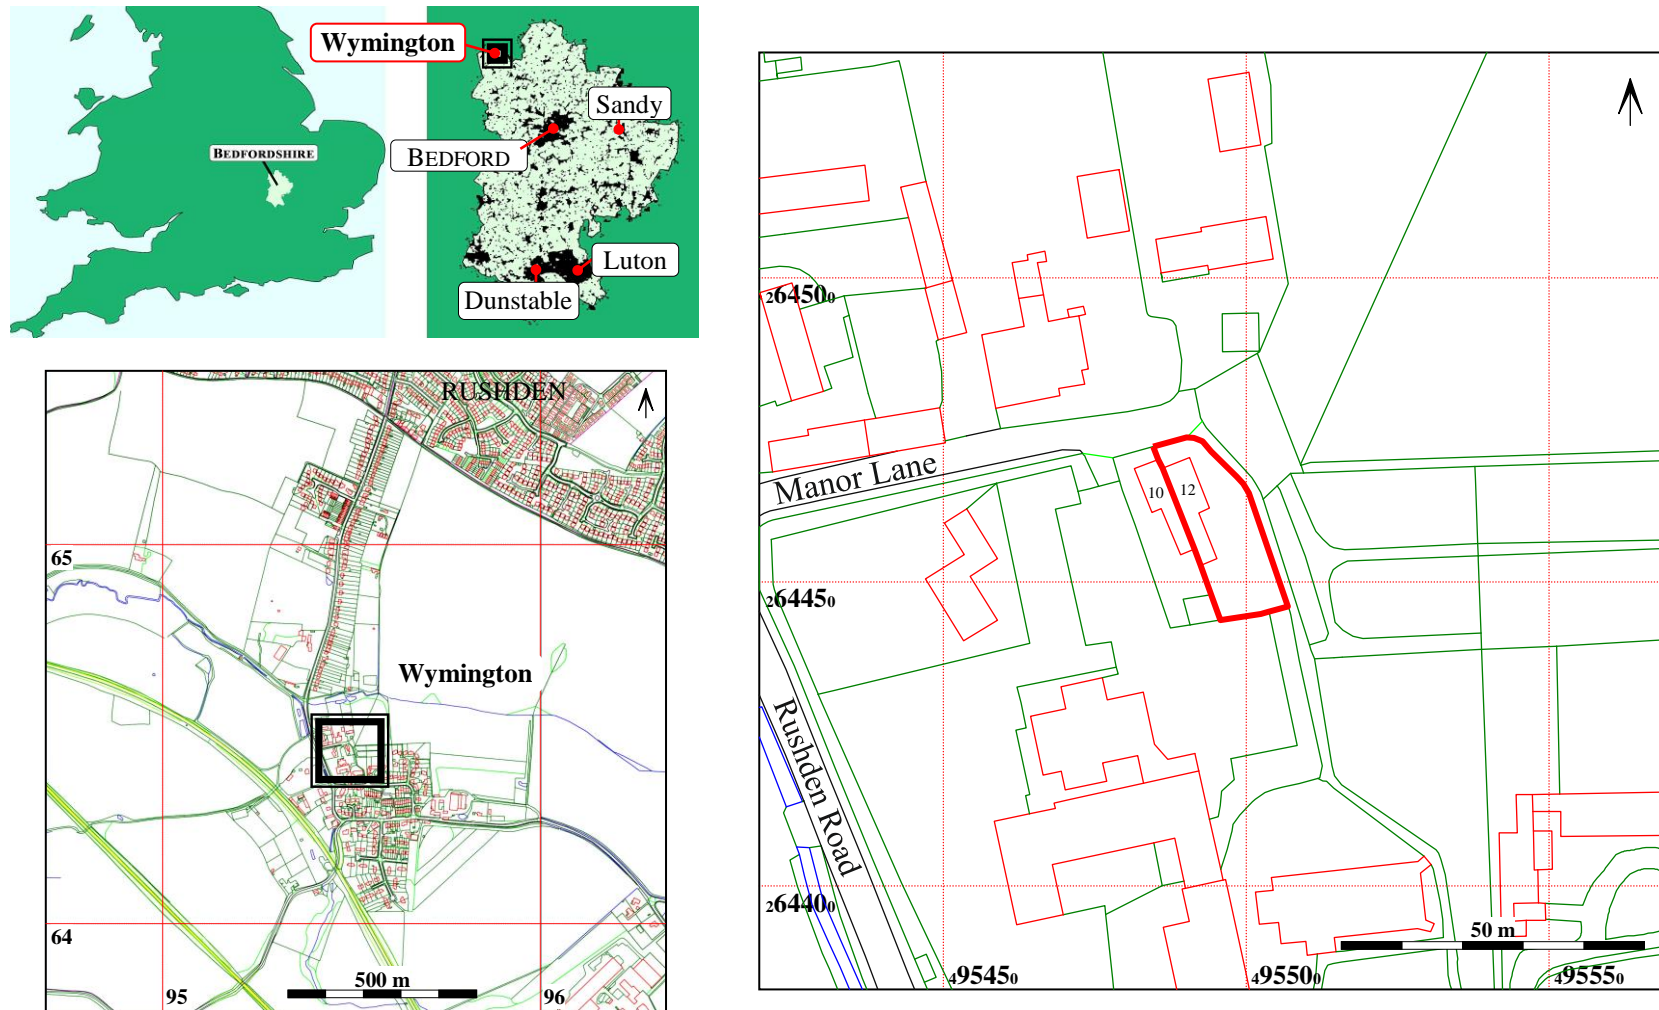 Wymington
Sandy
BEDFORD
BEDFORDSHIRE
Luton
Dunstable
RUSHDEN
65
Wymington
64
500 m
95
96
264500
Manor Lane
10
12
264450
Rushden Road
264400
50 m
495450
495500
495550